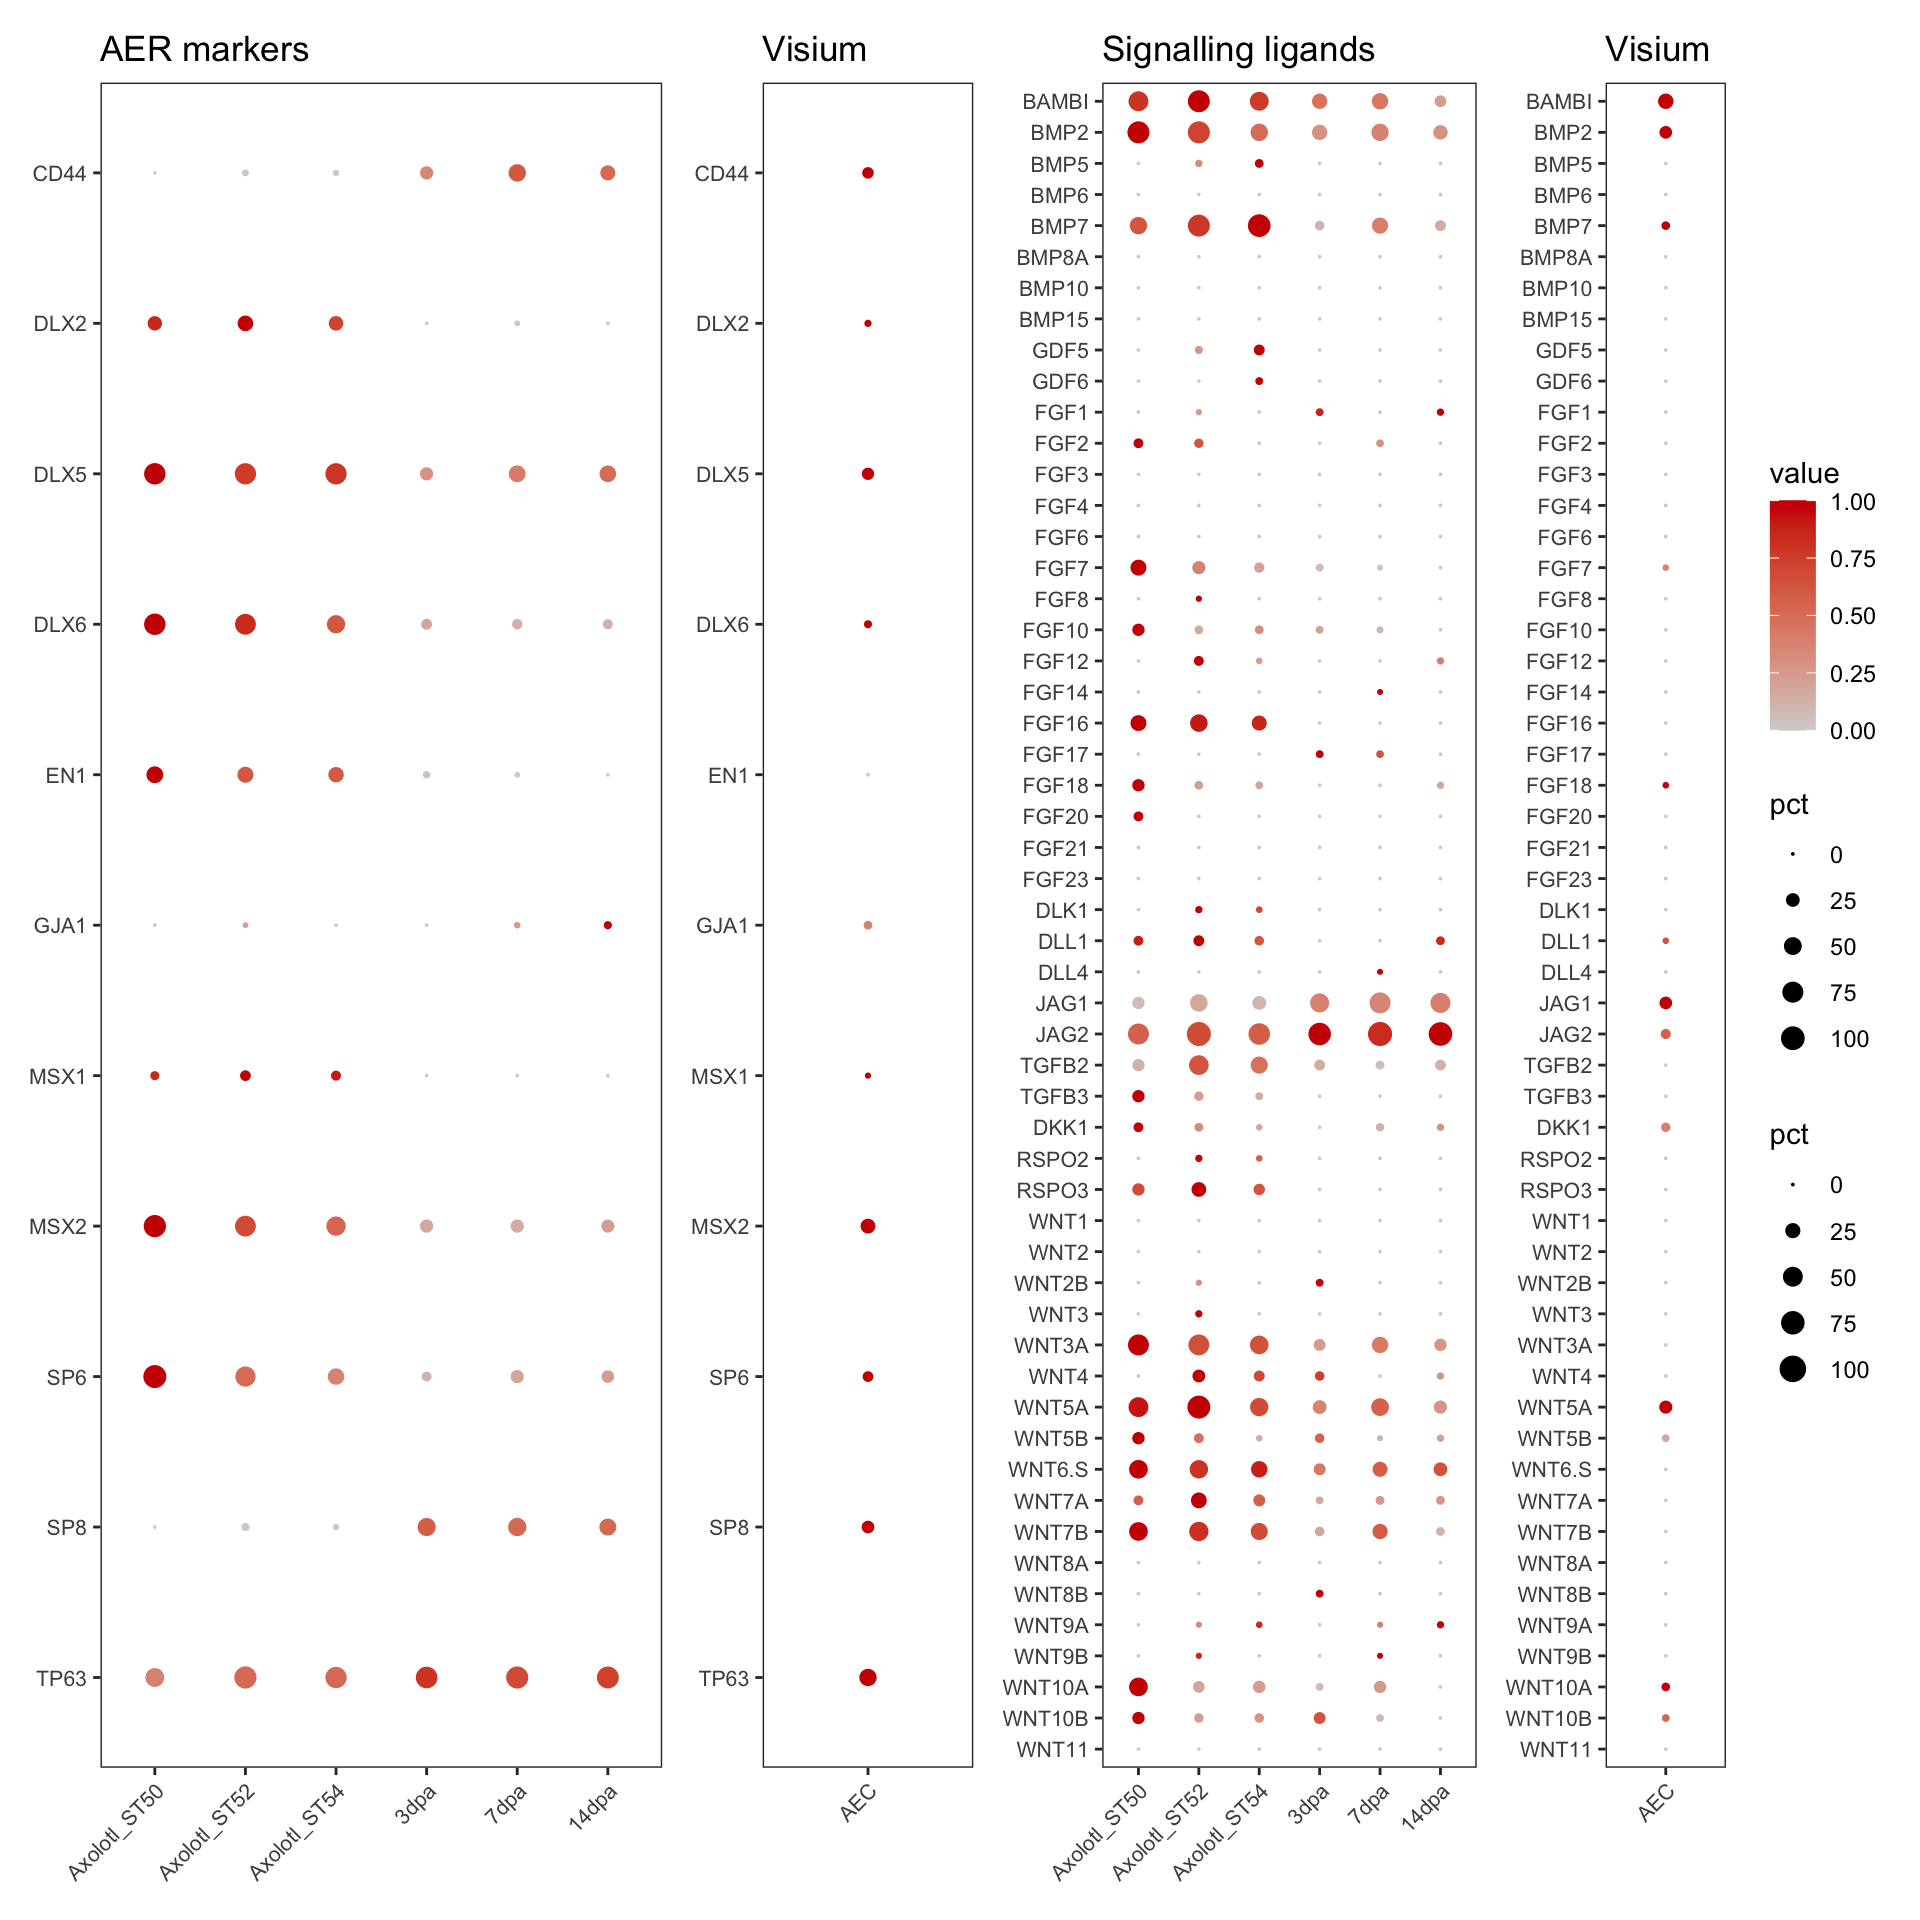 AER markers
CD44
DLX2
DLX5
DLX6
EN1
GJA1
MSX1
MSX2
SP6
SP8
TP63
Axolotl_ST50
Axolotl_ST52
Axolotl_ST54
3dpa
7dpa
14dpa
Visium
CD44
DLX2
DLX5
DLX6
EN1
GJA1
MSX1
MSX2
SP6
SP8
TP63
AEC
Signalling ligands
BAMBI
BMP2
BMP5
BMP6
BMP7
BMP8A
BMP10
BMP15
GDF5
GDF6
FGF1
FGF2
FGF3
FGF4
FGF6
FGF7
FGF8
FGF10
FGF12
FGF14
FGF16
FGF17
FGF18
FGF20
FGF21
FGF23
DLK1
DLL1
DLL4
JAG1
JAG2
TGFB2
TGFB3
DKK1
RSPO2
RSPO3
WNT1
WNT2
WNT2B
WNT3
WNT3A
WNT4
WNT5A
WNT5B
WNT6.S
WNT7A
WNT7B
WNT8A
WNT8B
WNT9A
WNT9B
WNT10A
WNT10B
WNT11
Axolotl_ST50
Axolotl_ST52
Axolotl_ST54
3dpa
7dpa
14dpa
Visium
BAMBI
BMP2
BMP5
BMP6
BMP7
BMP8A
BMP10
BMP15
GDF5
GDF6
FGF1
FGF2
FGF3
FGF4
FGF6
FGF7
FGF8
FGF10
FGF12
FGF14
FGF16
FGF17
FGF18
FGF20
FGF21
FGF23
DLK1
DLL1
DLL4
JAG1
JAG2
TGFB2
TGFB3
DKK1
RSPO2
RSPO3
WNT1
WNT2
WNT2B
WNT3
WNT3A
WNT4
WNT5A
WNT5B
WNT6.S
WNT7A
WNT7B
WNT8A
WNT8B
WNT9A
WNT9B
WNT10A
WNT10B
WNT11
AEC
value
1.00
0.75
0.50
0.25
0.00
pct
0
25
50
75
100
pct
0
25
50
75
100